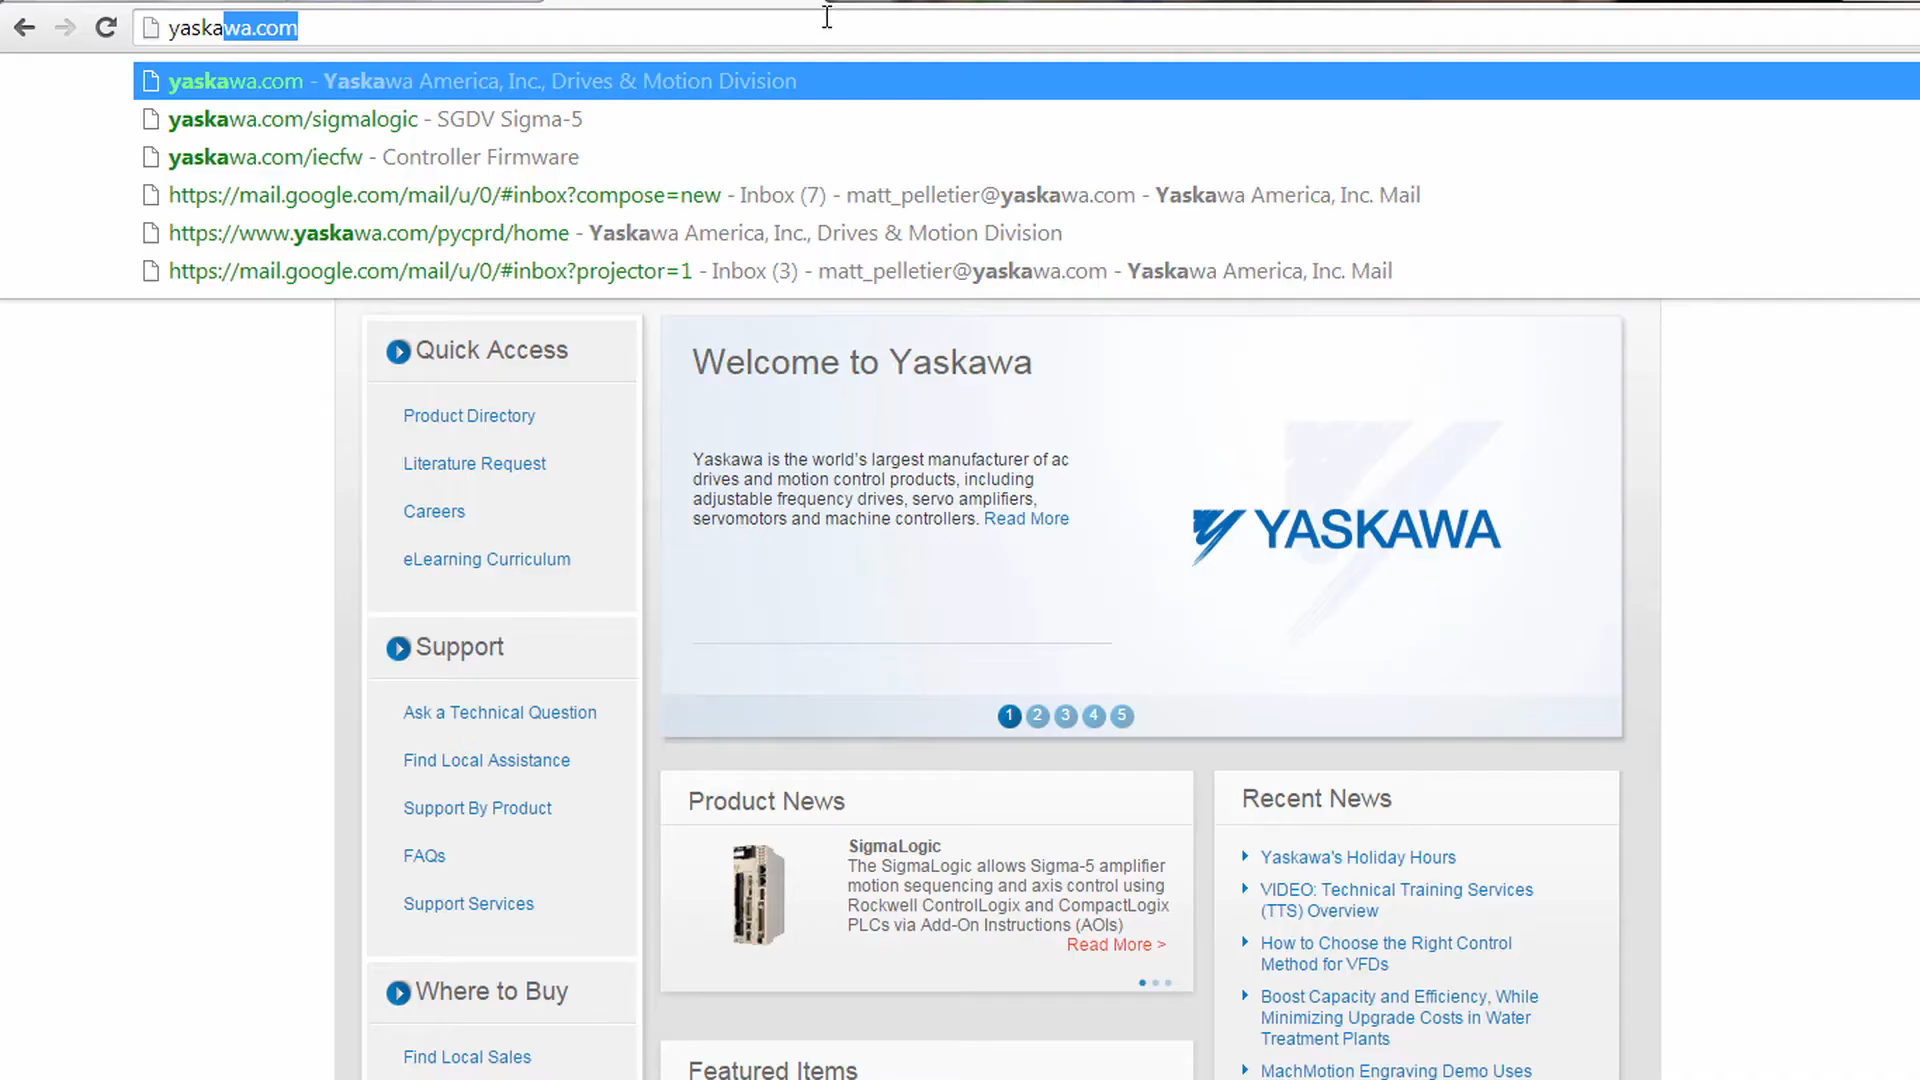 yaskawa.com
yaskawa.com - Yaskawa America, Inc., Drives & Motion Division
yaskawa.com/sigmalogic - SGDV Sigma-5
yaskawa.com/iecfw - Controller Firmware
https://mail.google.com/mail/u/0/#inbox?compose=new - Inbox (7) - matt_pelletier@yaskawa.com - Yaskawa America, Inc. Mail
https://www.yaskawa.com/pycprd/home - Yaskawa America, Inc., Drives & Motion Division
https://mail.google.com/mail/u/0/#inbox?projector=1 - Inbox (3) - matt_pelletier@yaskawa.com - Yaskawa America, Inc. Mail
Quick Access
Product Directory
Literature Request
Careers
eLearning Curriculum
Support
Ask a Technical Question
Find Local Assistance
Support By Product
FAQs
Support Services
Where to Buy
Find Local Sales
Welcome to Yaskawa
Yaskawa is the world's largest manufacturer of ac
drives and motion control products, including
adjustable frequency drives, servo amplifiers,
servomotors and machine controllers. Read More
YASKAWA
1 2 3 4 5
Product News
SigmaLogic
The SigmaLogic allows Sigma-5 amplifier
motion sequencing and axis control using
Rockwell ControlLogix and CompactLogix
PLCs via Add-On Instructions (AOIs)
Read More >
Featured Items
Recent News
Yaskawa's Holiday Hours
VIDEO: Technical Training Services
(TTS) Overview
How to Choose the Right Control
Method for VFDs
Boost Capacity and Efficiency, While
Minimizing Upgrade Costs in Water
Treatment Plants
MachMotion Engraving Demo Uses